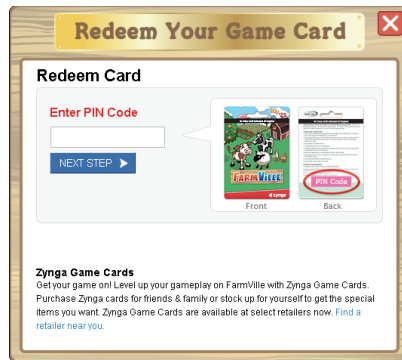 Redeem Your Game Card
Redeem Card
Enter PIN Code
NEXT STEP
FARMVILLE
zynga
PIN Code
Front
Back
Zynga Game Cards
Get your game on! Level up your gameplay on FarmVille with Zynga Game Cards.
Purchase Zynga cards for friends & family or stock up for yourself to get the special
items you want. Zynga Game Cards are available at select retailers now. Find a
retailer near you.